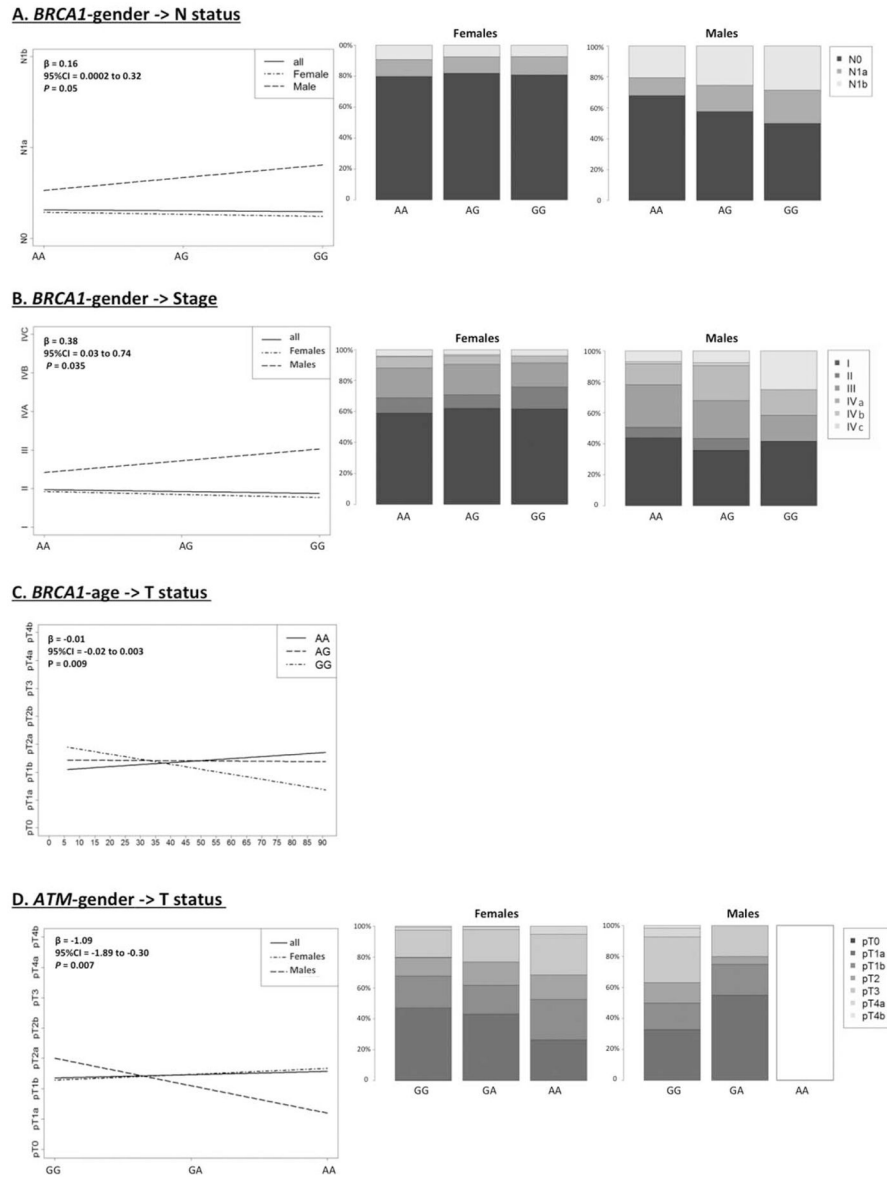 A. BRCA1-gender -> N status
β = 0.16
95%CI = 0.0002 to 0.32
P = 0.05
all
Female
Male
N1b
N1a
N0
AA AG GG
Females
00%
80%
60%
40%
20%
0
AA AG GG
Males
100%
80%
60%
40%
20%
0
AA AG GG
N0
N1a
N1b
B. BRCA1-gender -> Stage
β = 0.38
95%CI = 0.03 to 0.74
P = 0.035
all
Females
Males
IVC
IVB
IVA
III
II
I
AA AG GG
Females
100%
80%
60%
40%
20%
0
AA AG GG
Males
100%
80%
60%
40%
20%
0
AA AG GG
I
II
III
IVa
IVb
IVc
C. BRCA1-age -> T status
β = -0.01
95%CI = -0.02 to 0.003
P = 0.009
AA
AG
GG
pT4b
pT4a
pT3
pT2b
pT2a
pT1b
pT1a
pT0
0 5 10 15 20 25 30 35 40 45 50 55 60 65 70 75 80 85 90
D. ATM-gender -> T status
β = -1.09
95%CI = -1.89 to -0.30
P = 0.007
all
Females
Males
pT4b
pT4a
pT3
pT2b
pT2a
pT1b
pT1a
pT0
GG GA AA
Females
100%
80%
60%
40%
20%
0
GG GA AA
Males
100%
80%
60%
40%
20%
0
GG GA AA
pT0
pT1a
pT1b
pT2
pT3
pT4a
pT4b